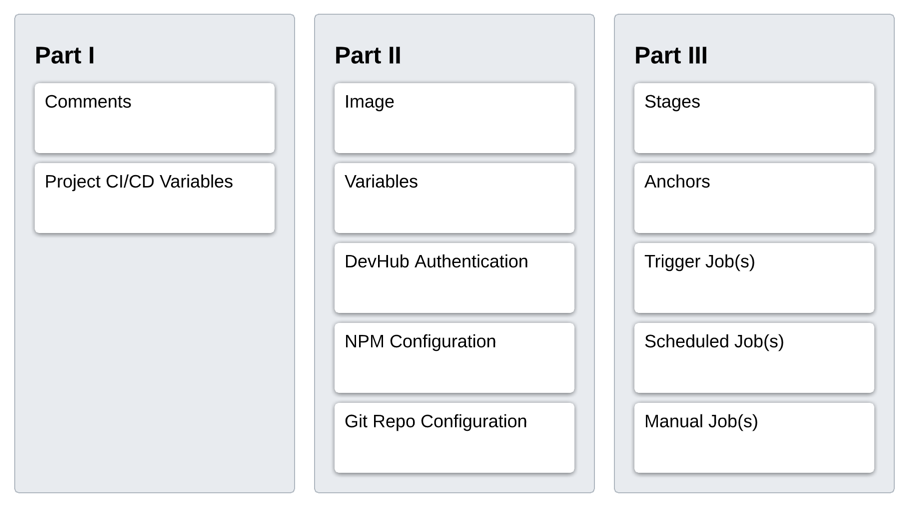 Part I
Comments
Project CI/CD Variables
Part II
Image
Variables
DevHub Authentication
NPM Configuration
Git Repo Configuration
Part III
Stages
Anchors
Trigger Job(s)
Scheduled Job(s)
Manual Job(s)